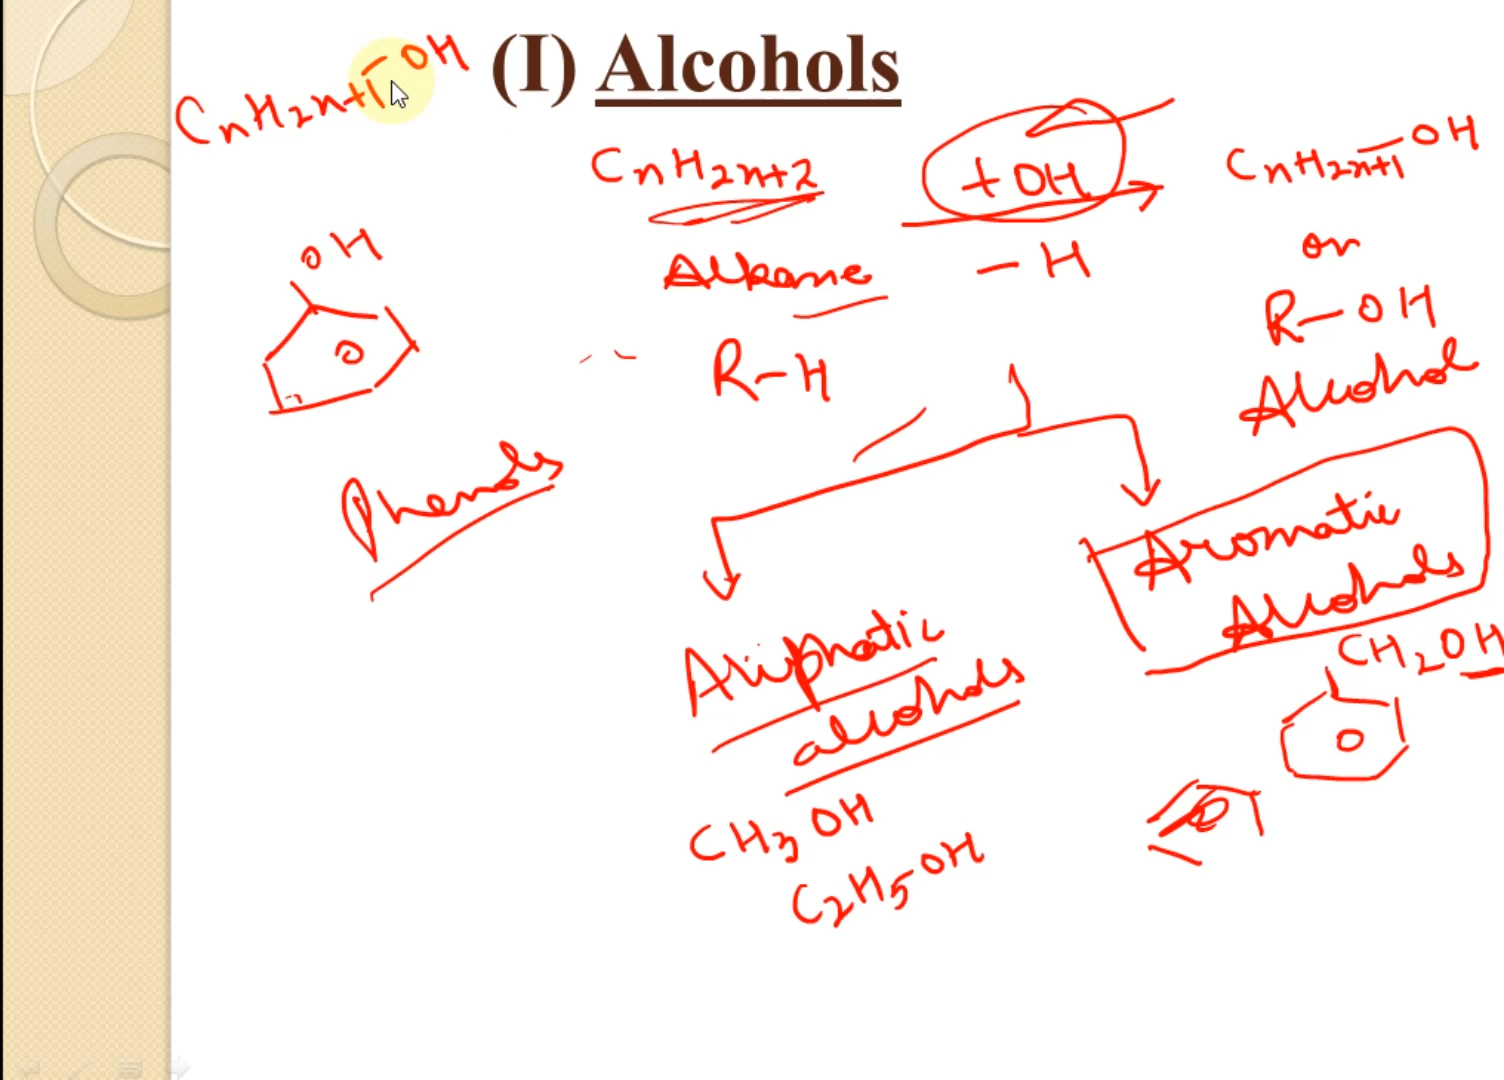 (I) Alcohols
CnH2n+1-OH
CnH2n+2
+ OH
CnH2n+1-OH
Alkane
- H
or
OH
R-H
R-OH
Alcohol
Phenols
Aromatic
Alcohols
Aliphatic
alcohols
CH2OH
CH3OH
C2H5OH